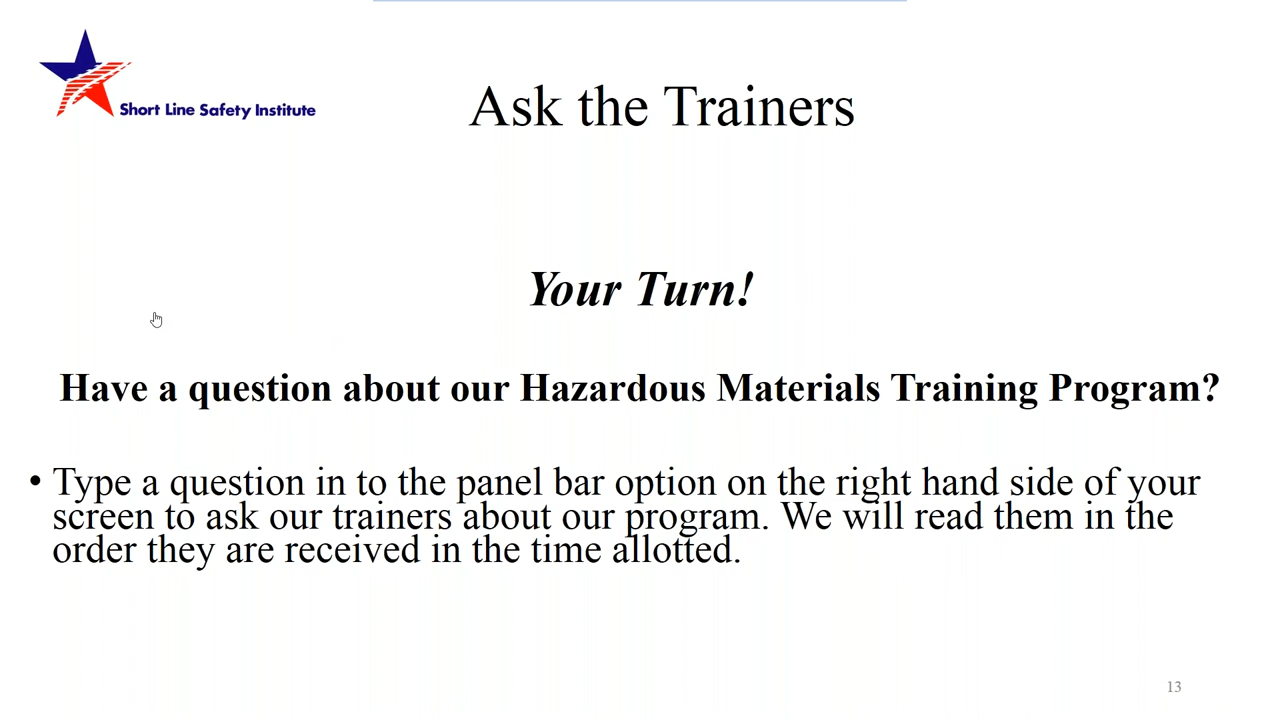 Short Line Safety Institute
Ask the Trainers
Your Turn!
Have a question about our Hazardous Materials Training Program?
• Type a question in to the panel bar option on the right hand side of your
screen to ask our trainers about our program. We will read them in the
order they are received in the time allotted.
13